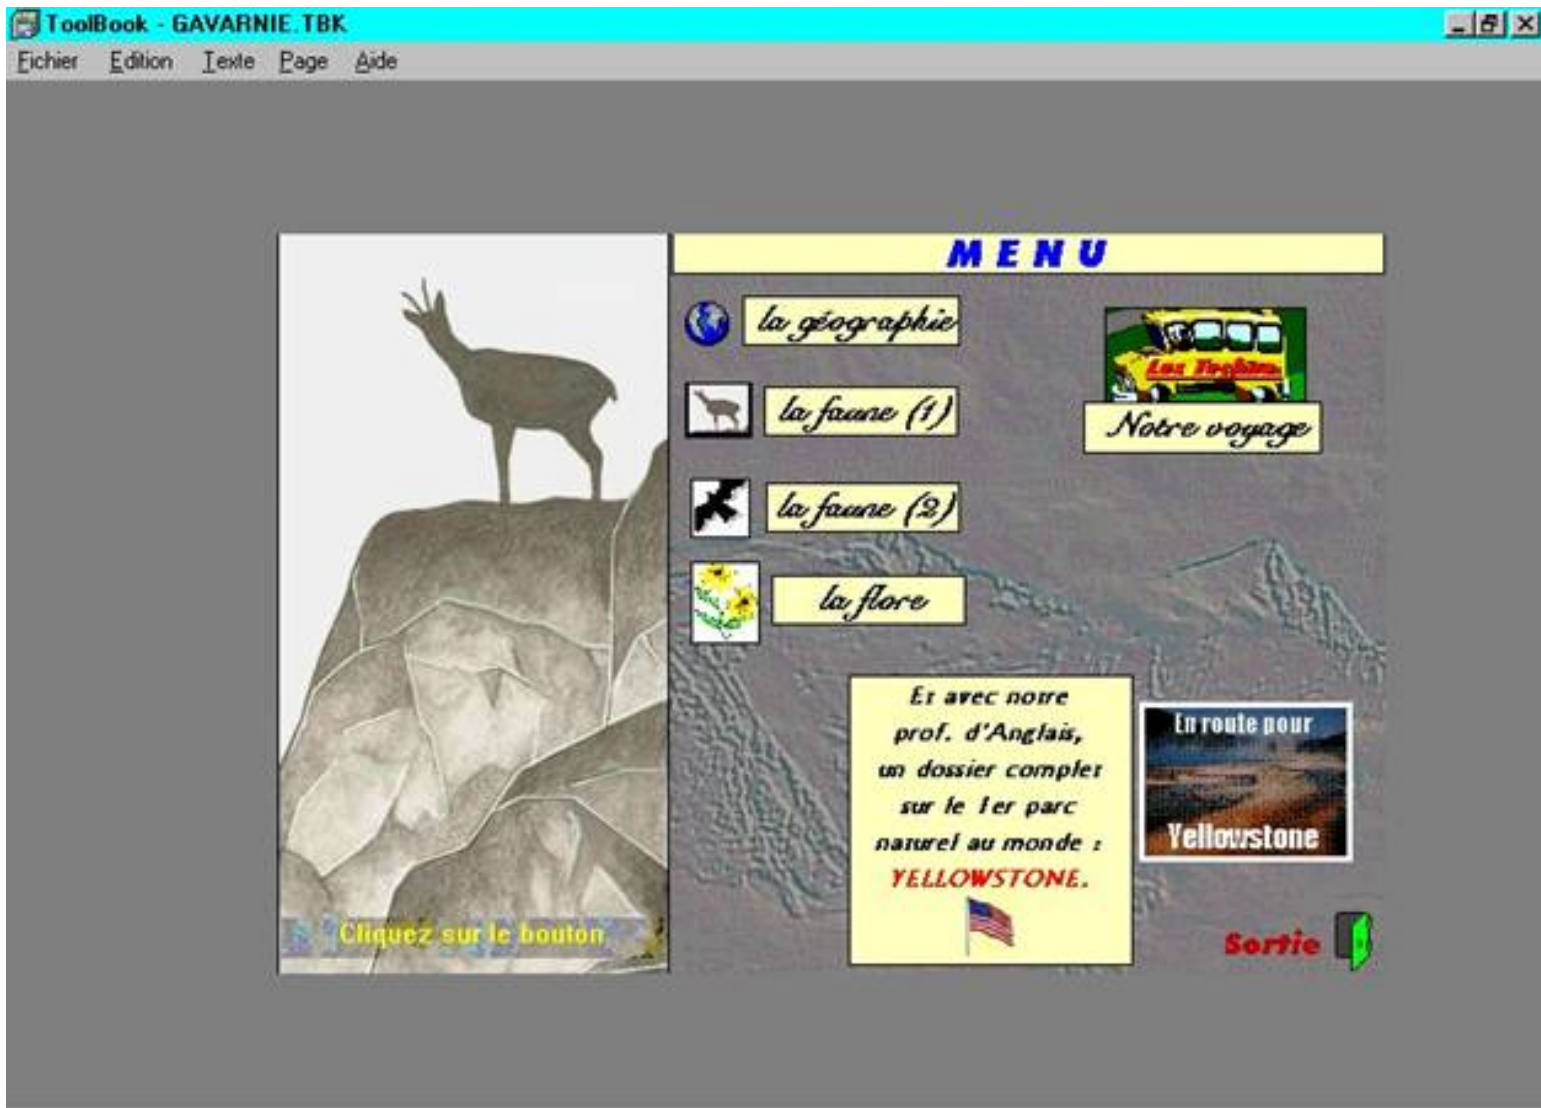 ToolBook - GAVARNIE.TBK
Fichier Edition Texte Page Aide
MENU
la géographie
la faune (1)
Notre voyage
la faune (2)
la flore
Et avec notre
prof. d'Anglais,
un dossier complet
sur le 1er parc
naturel au monde :
YELLOWSTONE.
En route pour
Yellowstone
Cliquez sur le bouton
Sortie